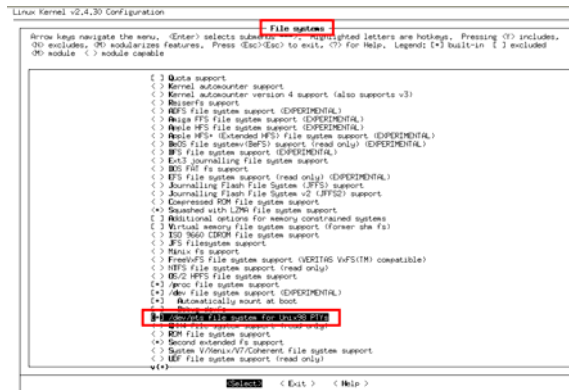 Linux Kernel v2.4.30 Configuration
File systems
Arrow keys navigate the menu. <Enter> selects submenus --->. Highlighted letters are hotkeys. Pressing <Y> includes,
<N> excludes, <M> modularizes features. Press <Esc><Esc> to exit, <?> for Help. Legend: [*] built-in [ ] excluded
<M> module < > module capable
[ ] Quota support
< > Kernel automounter support
< > Kernel automounter version 4 support (also supports v3)
< > Reiserfs support
< > ADFS file system support (EXPERIMENTAL)
< > Amiga FFS file system support (EXPERIMENTAL)
< > Apple HFS file system support (EXPERIMENTAL)
< > Apple HFS+ (Extended HFS) file system support (EXPERIMENTAL)
< > BeOS file system(BeFS) support (read only) (EXPERIMENTAL)
< > BFS file system support (EXPERIMENTAL)
< > Ext3 journalling file system support
< > DOS FAT fs support
< > EFS file system support (read only) (EXPERIMENTAL)
< > Journalling Flash File System (JFFS) support
< > Journalling Flash File System v2 (JFFS2) support
< > Compressed ROM file system support
<*> Squashed with LZMA file system support
[ ] Additional options for memory constrained systems
[ ] Virtual memory file system support (former shm fs)
< > ISO 9660 CDROM file system support
< > JFS filesystem support
< > Minix fs support
< > FreeVxFS file system support (VERITAS VxFS(TM) compatible)
< > NTFS file system support (read only)
< > OS/2 HPFS file system support
[*] /proc file system support
[*] /dev file system support (EXPERIMENTAL)
[*] Automatically mount at boot
[ ] Debug devfs
[*] /dev/pts file system for Unix98 PTYs
< > QNX4 file system support (read only)
< > ROM file system support
<*> Second extended fs support
< > System V/Xenix/V7/Coherent file system support
< > UDF file system support (read only)
v(+)
<Select> < Exit > < Help >